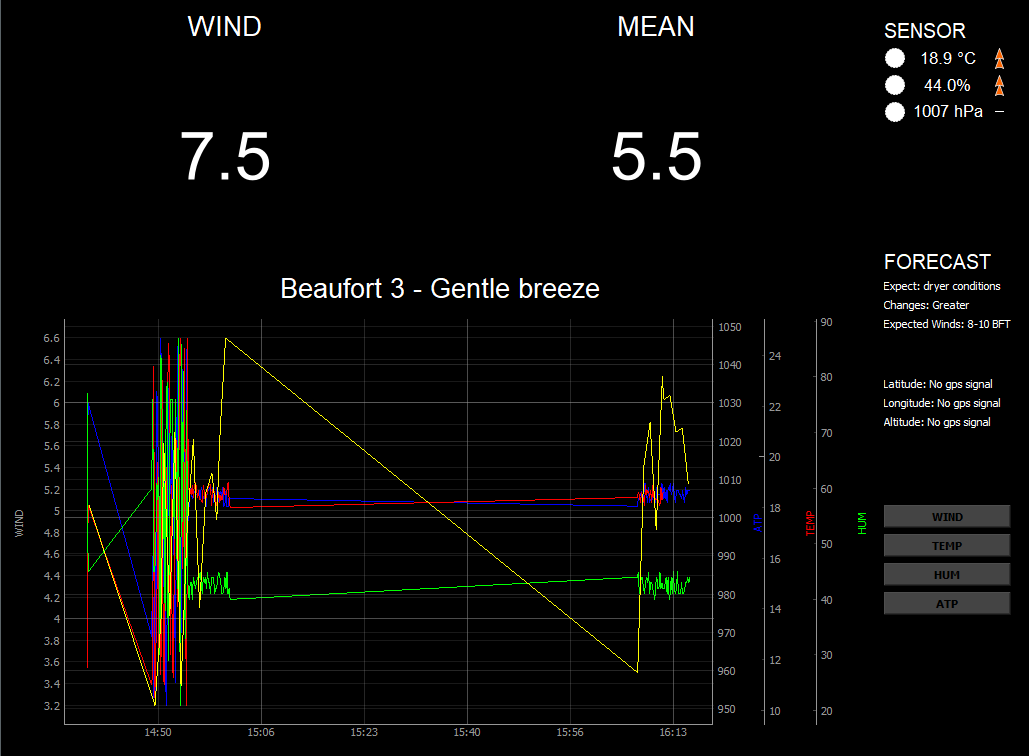 WIND
MEAN
SENSOR
18.9 °C
44.0%
1007 hPa
7.5
5.5
FORECAST
Expect: dryer conditions
Changes: Greater
Expected Winds: 8-10 BFT
Latitude: No gps signal
Longitude: No gps signal
Altitude: No gps signal
Beaufort 3 - Gentle breeze
WIND
6.6
6.4
6.2
6
5.8
5.6
5.4
5.2
5
4.8
4.6
4.4
4.2
4
3.8
3.6
3.4
3.2
14:50
15:06
15:23
15:40
15:56
16:13
1050
1040
1030
1020
1010
1000
990
980
970
960
950
ATP
24
22
20
18
16
14
12
10
TEMP
90
80
70
60
50
40
30
20
HUM
WIND
TEMP
HUM
ATP